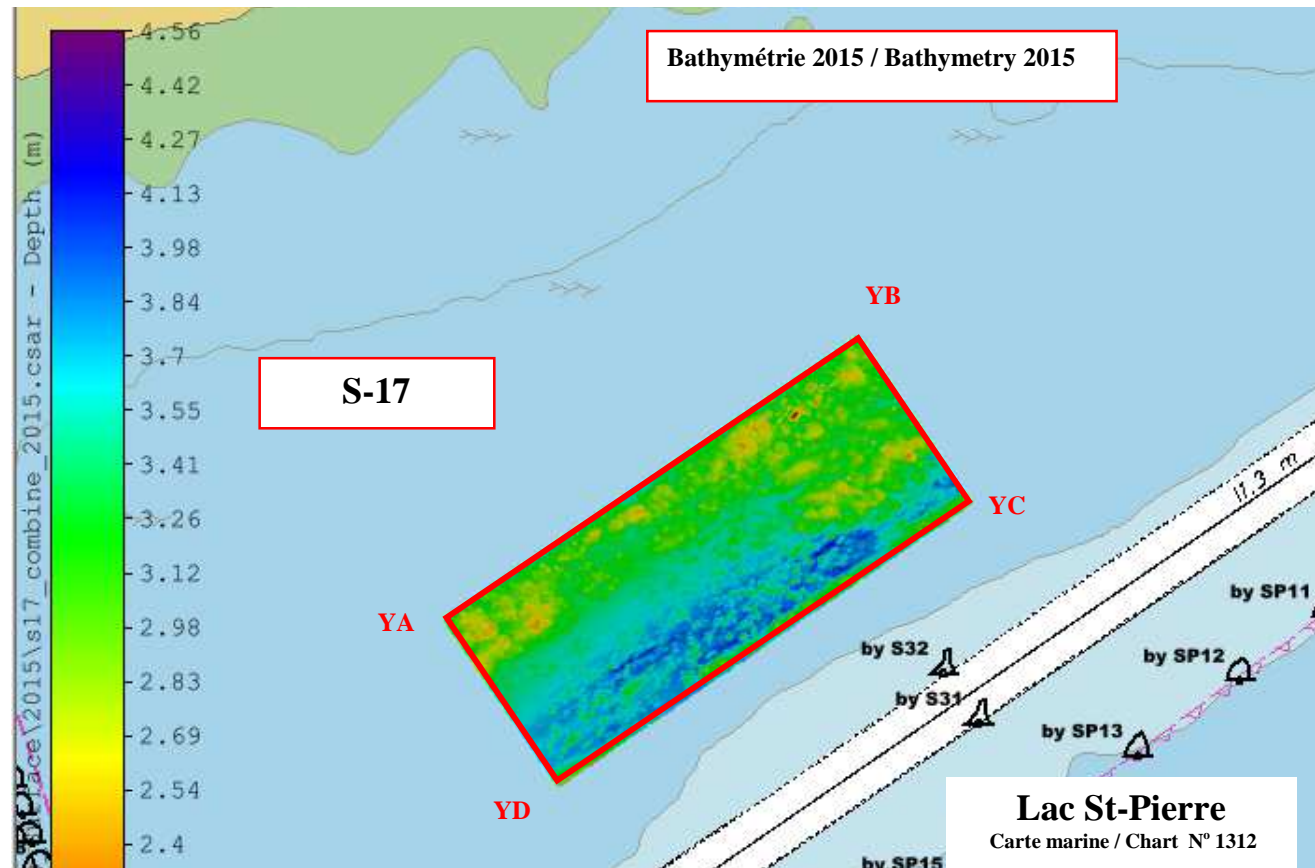 Bathymétrie 2015 / Bathymetry 2015
4.56
4.42
4.27
4.13
3.98
3.84
3.7
3.55
3.41
3.26
3.12
2.98
2.83
2.69
2.54
2.4
lace\2015\s17_combine_2015.csar - Depth (m)
S-17
YB
YC
YA
YD
11.3 m
by SP11
by S32
by SP12
by S31
by SP13
by SP15
Lac St-Pierre
Carte marine / Chart Nº 1312